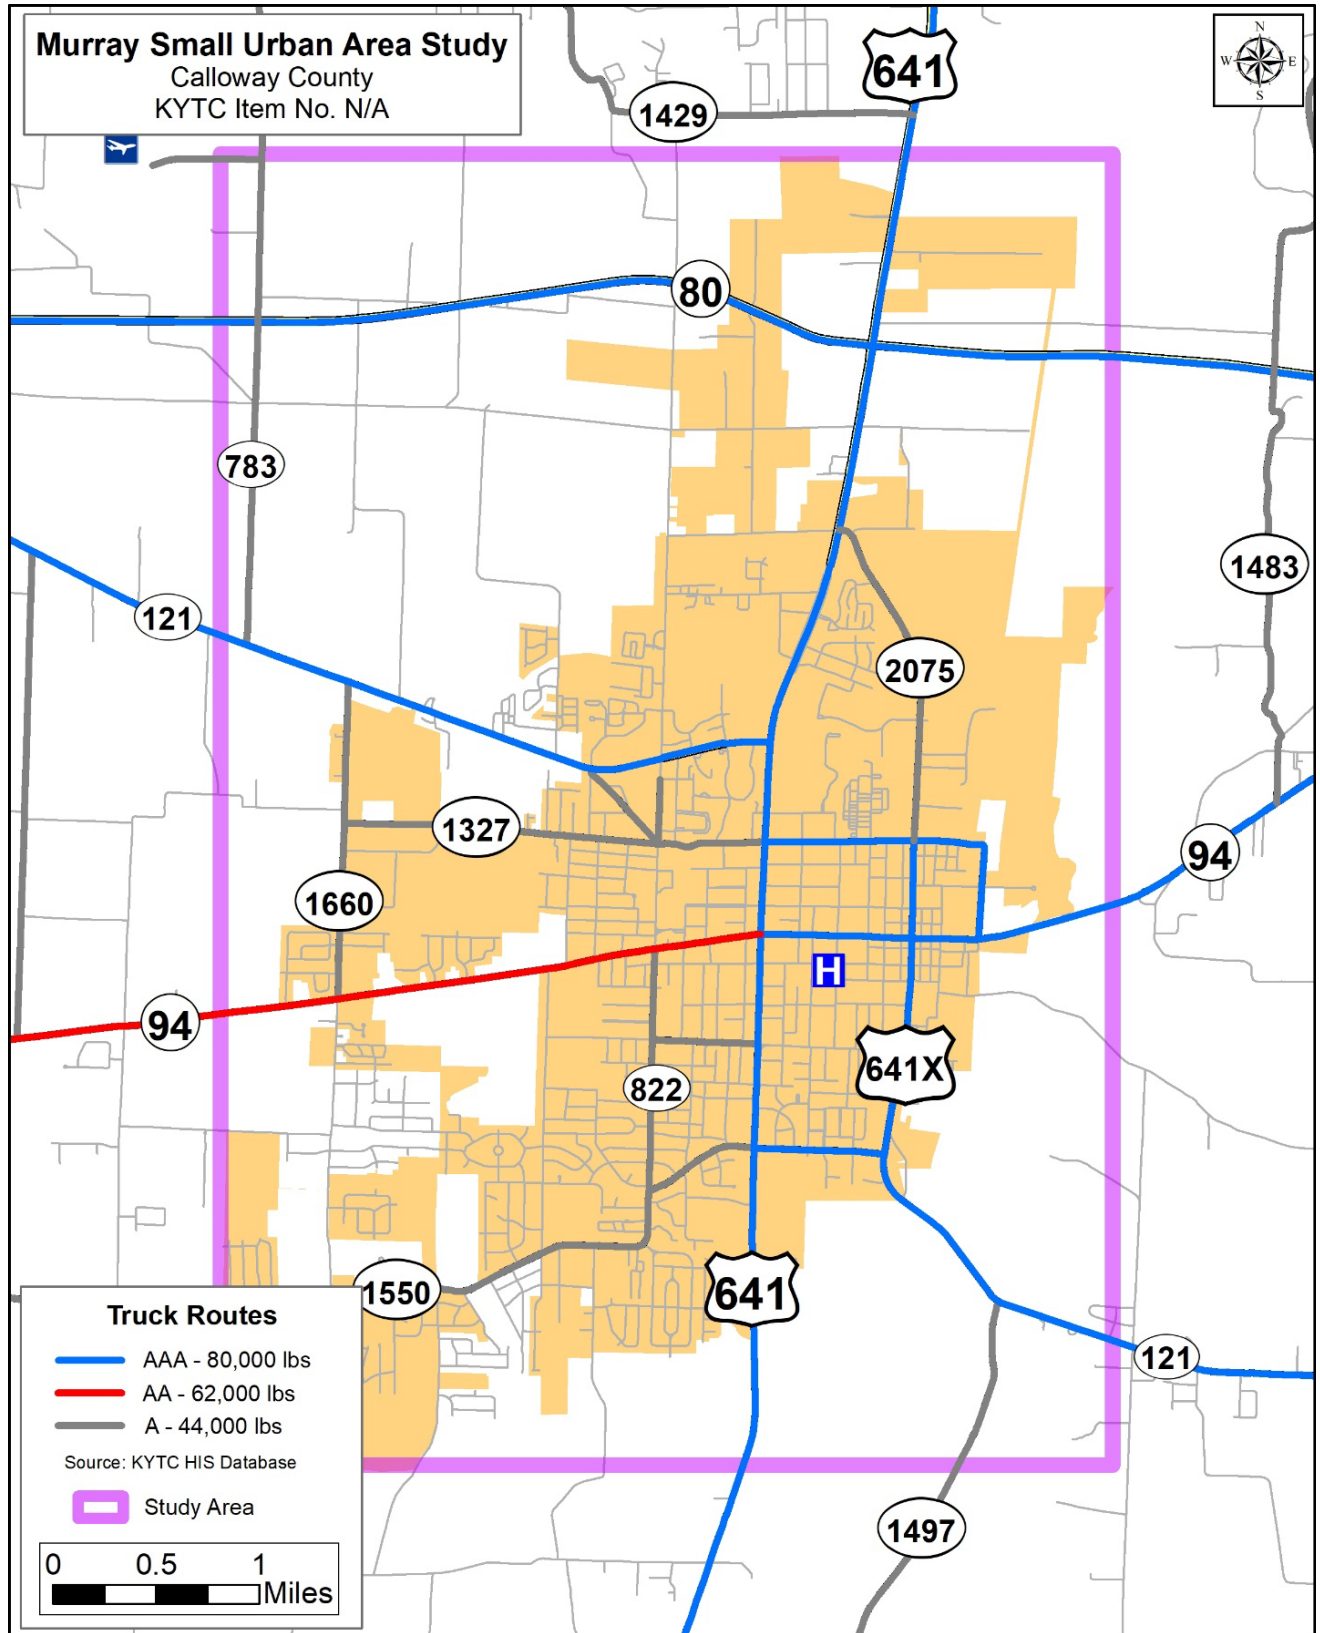 Murray Small Urban Area Study
Calloway County
KYTC Item No. N/A
641
N
W E
S
1429
80
783
1483
121
2075
1327
94
1660
H
94
641X
822
1550
641
121
1497
Truck Routes
AAA - 80,000 lbs
AA - 62,000 lbs
A - 44,000 lbs
Source: KYTC HIS Database
Study Area
0 0.5 1
Miles